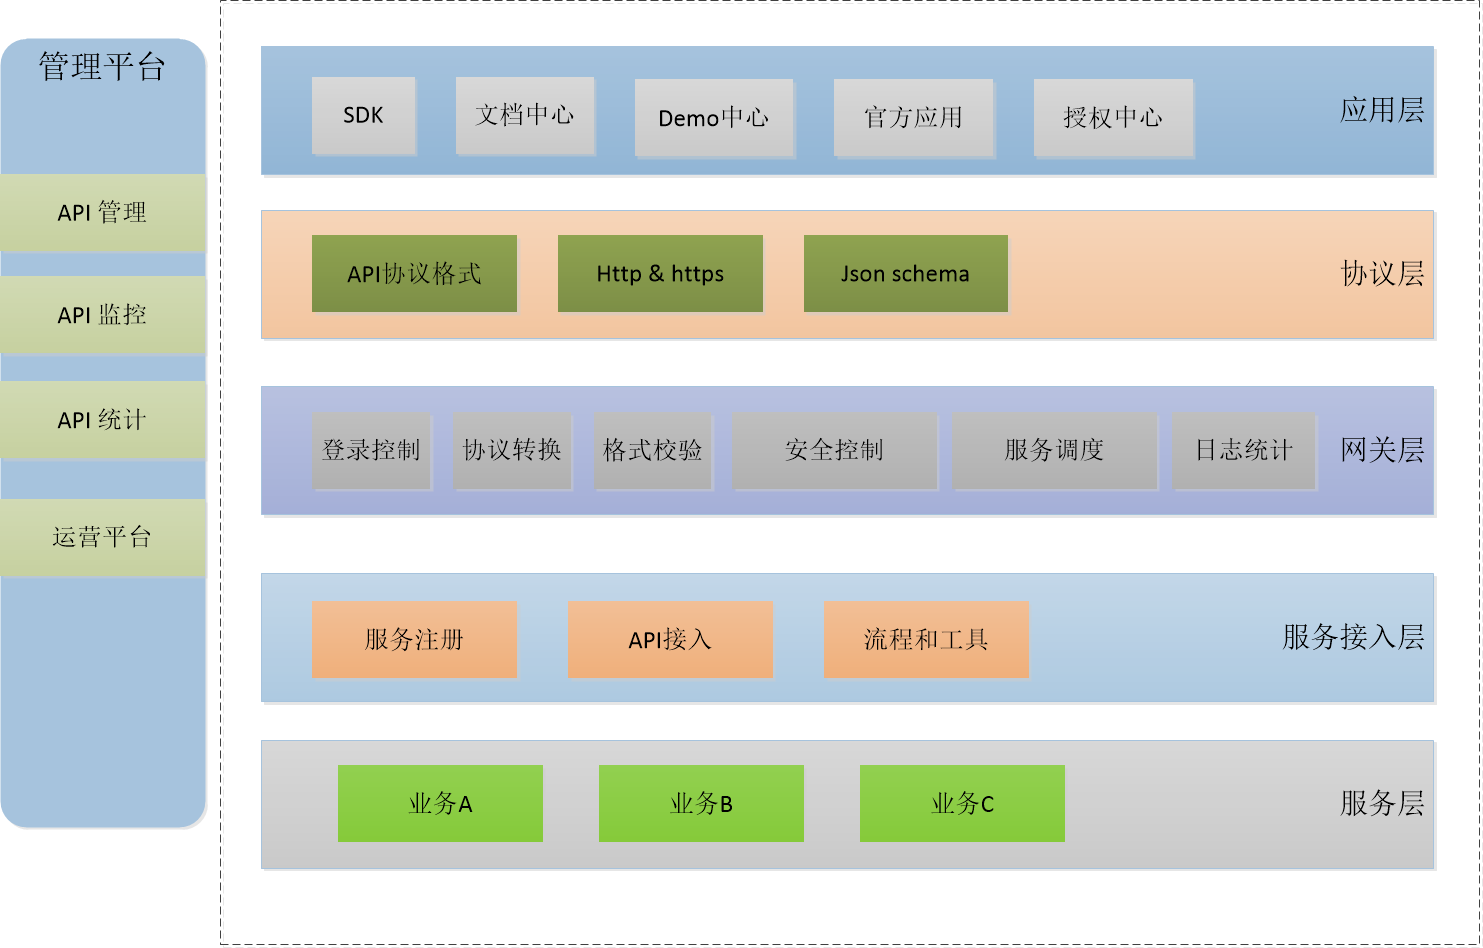 管理平台
API 管理
API 监控
API 统计
运营平台
SDK
文档中心
Demo中心
官方应用
授权中心
应用层
API协议格式
Http & https
Json schema
协议层
登录控制
协议转换
格式校验
安全控制
服务调度
日志统计
网关层
服务注册
API接入
流程和工具
服务接入层
业务A
业务B
业务C
服务层